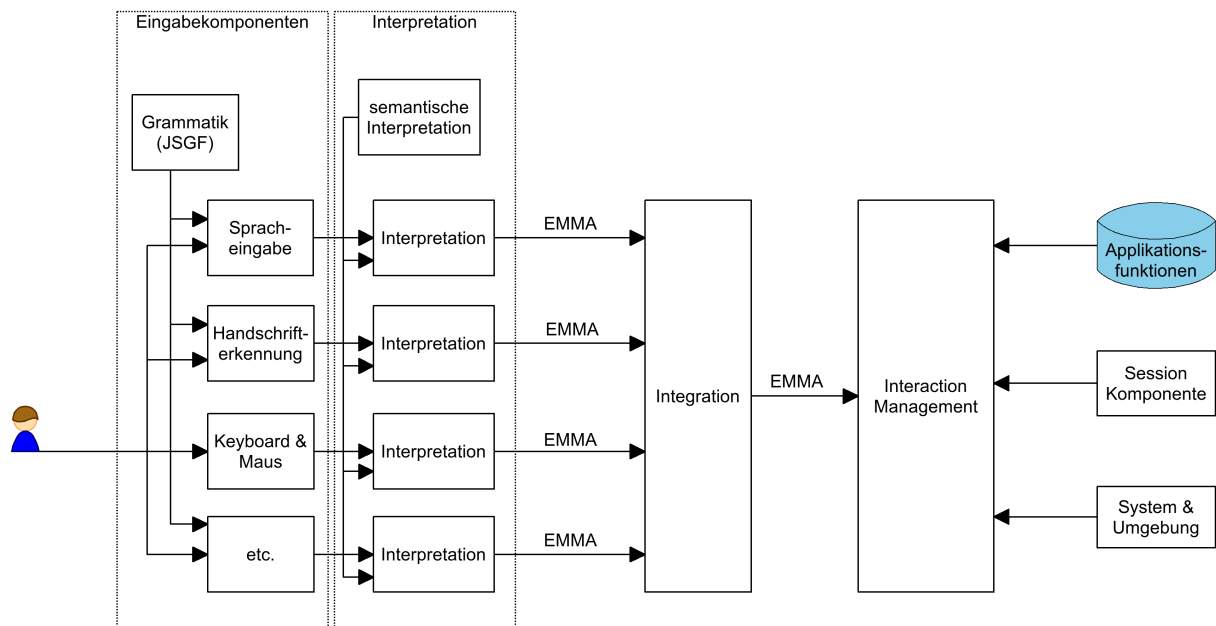 Eingabekomponenten
Interpretation
Grammatik
(JSGF)
semantische
Interpretation
Sprach-
eingabe
Interpretation
EMMA
Handschrift-
erkennung
Interpretation
EMMA
Keyboard &
Maus
Interpretation
EMMA
etc.
Interpretation
EMMA
Integration
EMMA
Interaction
Management
Applikations-
funktionen
Session
Komponente
System &
Umgebung